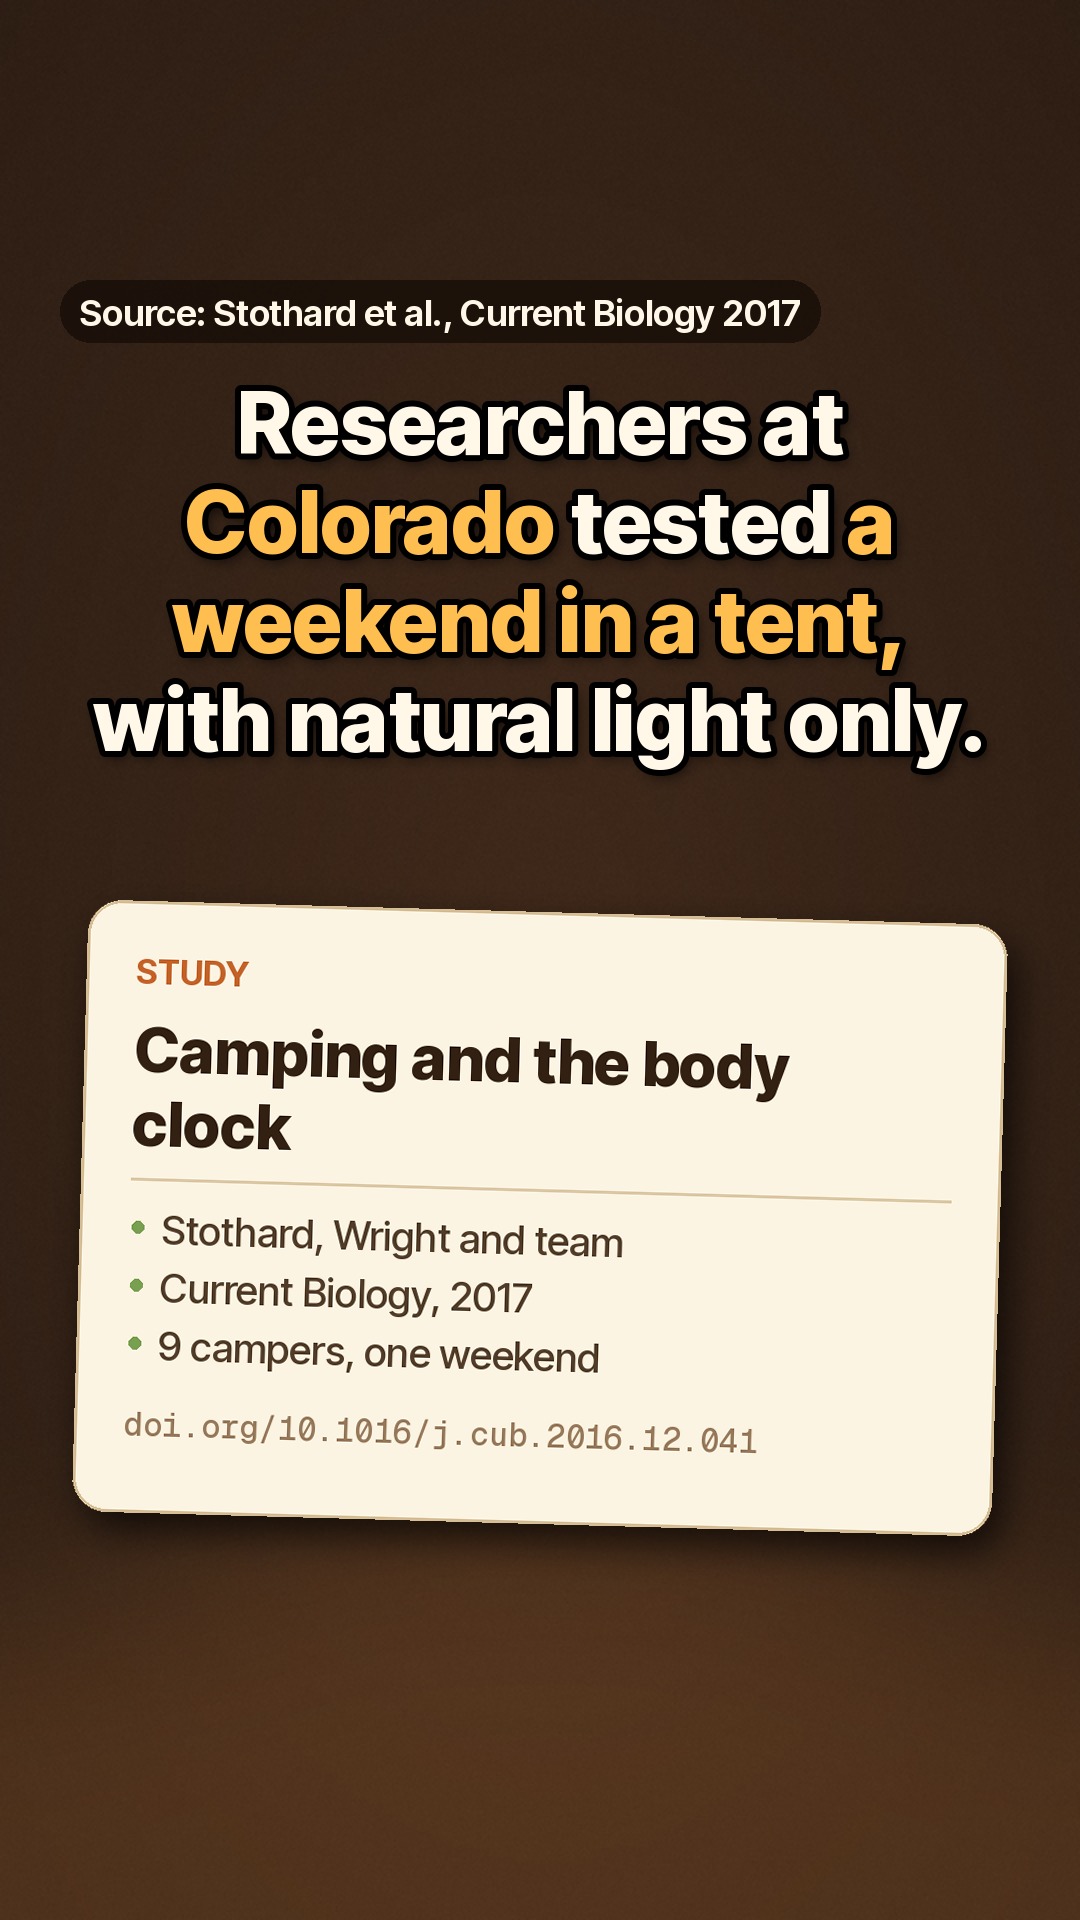 Source: Stothard et al., Current Biology 2017
Researchers at
Colorado tested a
weekend in a tent,
with natural light only.
STUDY
Camping and the body
clock
• Stothard, Wright and team
• Current Biology, 2017
• 9 campers, one weekend
doi.org/10.1016/j.cub.2016.12.041